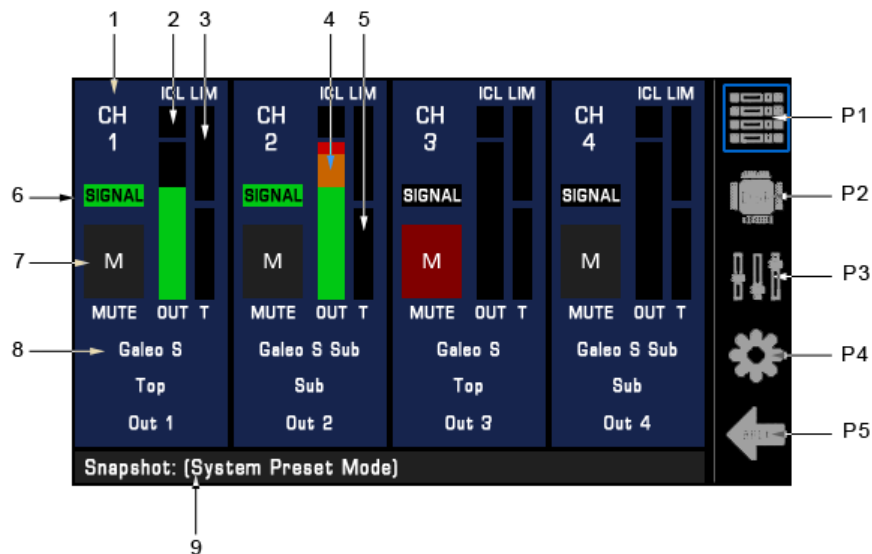 1 2 3 4 5
ICL LIM ICL LIM ICL LIM ICL LIM
CH 1 CH 2 CH 3 CH 4
P1
6 SIGNAL SIGNAL SIGNAL SIGNAL
P2
7 M M M M
P3
MUTE OUT T MUTE OUT T MUTE OUT T MUTE OUT T
8 Galeo S Galeo S Sub Galeo S Galeo S Sub
P4
Top Sub Top Sub
Out 1 Out 2 Out 3 Out 4
P5
Snapshot: (System Preset Mode)
9